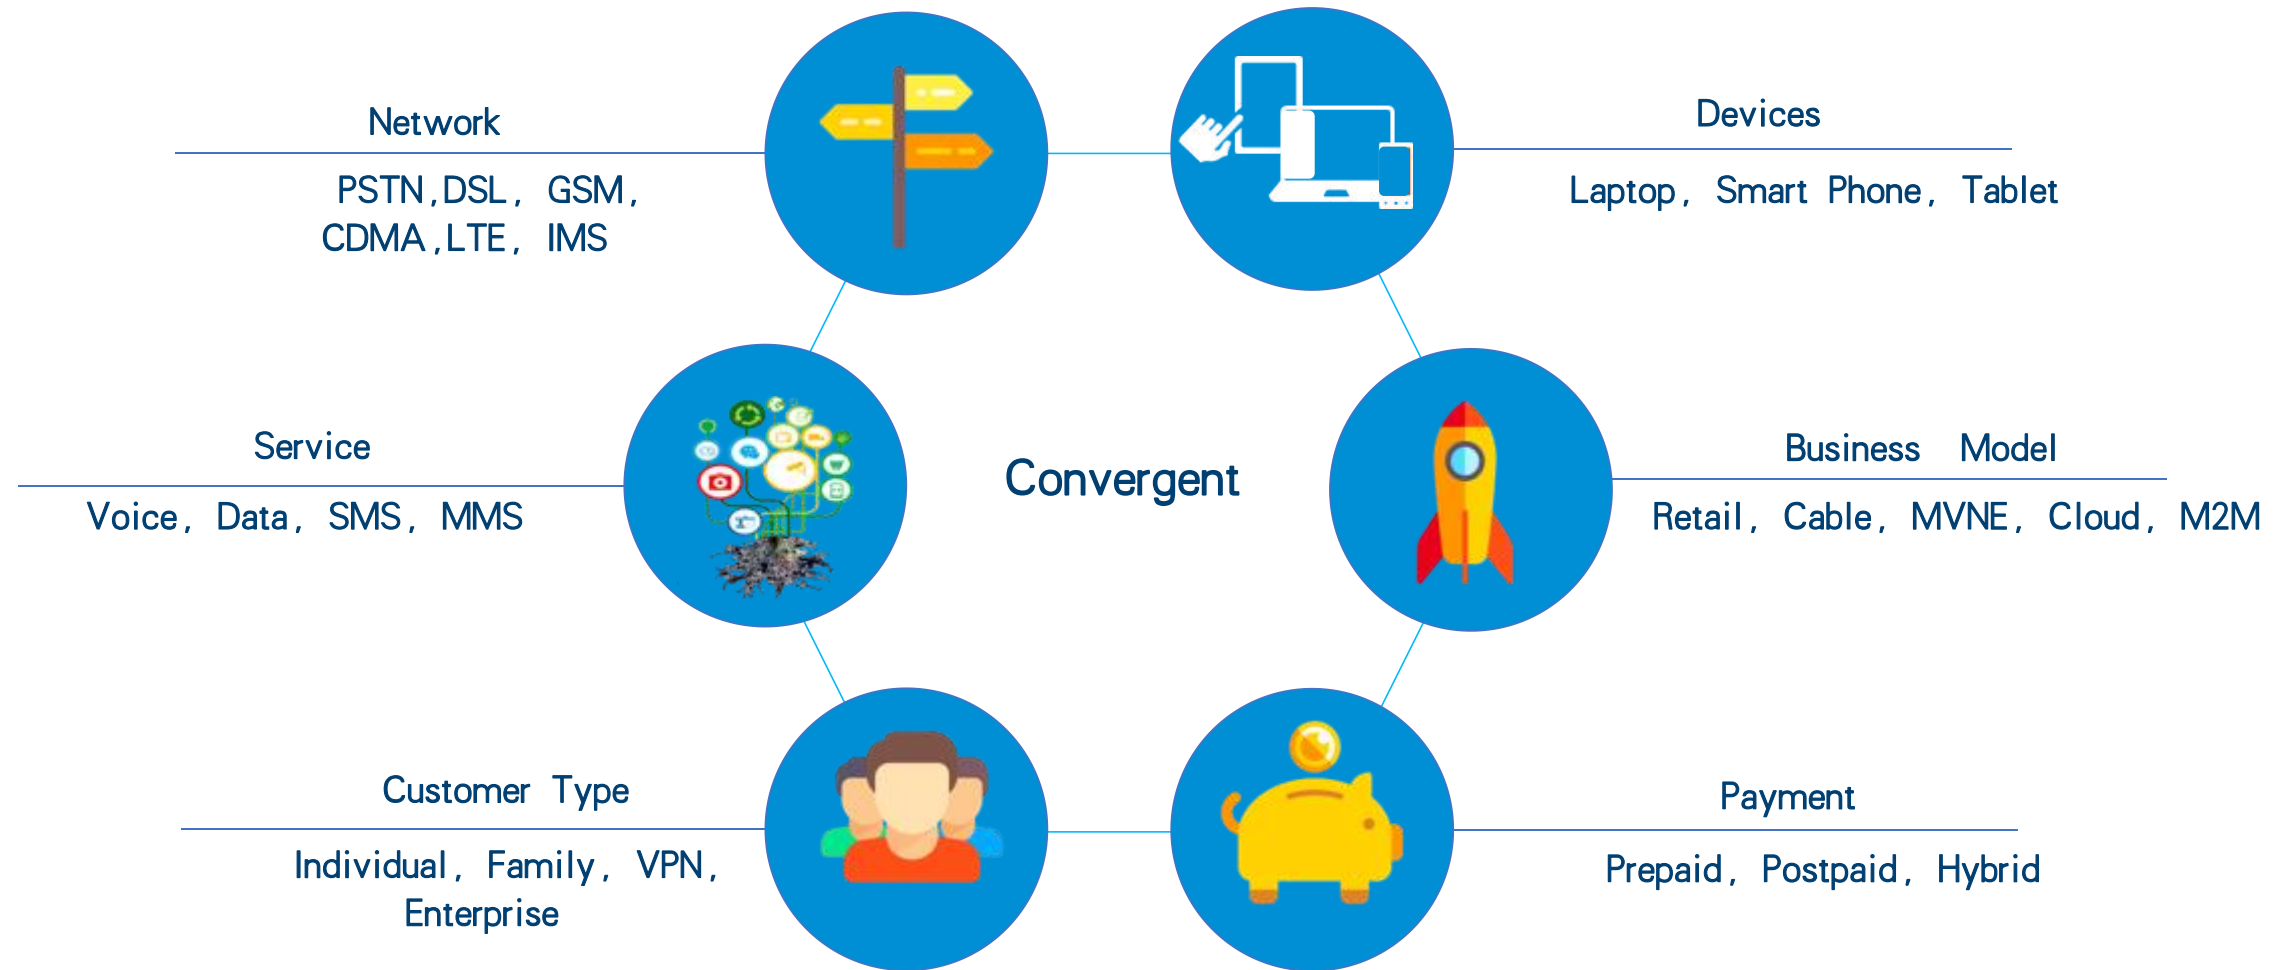 Network
PSTN,DSL, GSM,
CDMA,LTE, IMS
Devices
Laptop, Smart Phone, Tablet
Service
Voice, Data, SMS, MMS
Convergent
Business Model
Retail, Cable, MVNE, Cloud, M2M
Customer Type
Individual, Family, VPN,
Enterprise
Payment
Prepaid, Postpaid, Hybrid